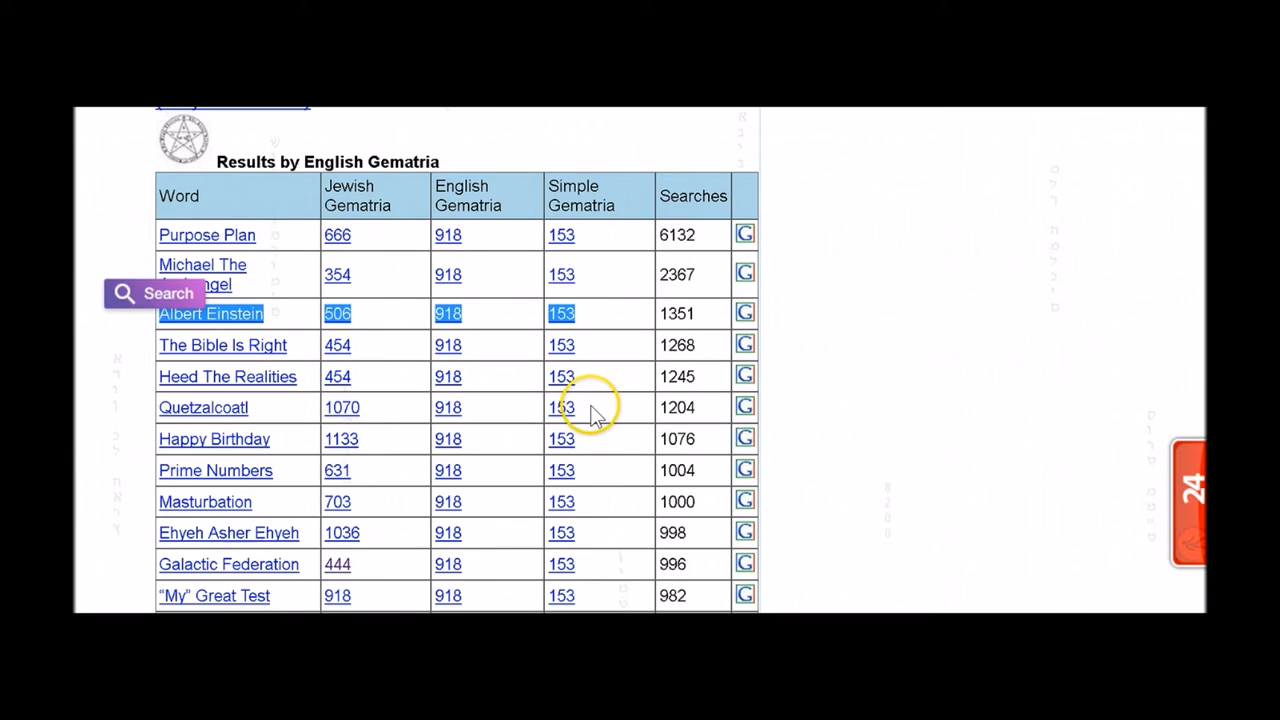 Results by English Gematria
Word Jewish Gematria English Gematria Simple Gematria Searches
Purpose Plan 666 918 153 6132 G
Michael The 354 918 153 2367 G
Search
Albert Einstein 506 918 153 1351 G
The Bible Is Right 454 918 153 1268 G
Heed The Realities 454 918 153 1245 G
Quetzalcoatl 1070 918 153 1204 G
Happy Birthday 1133 918 153 1076 G
Prime Numbers 631 918 153 1004 G
Masturbation 703 918 153 1000 G
Ehyeh Asher Ehyeh 1036 918 153 998 G
Galactic Federation 444 918 153 996 G
“My” Great Test 918 918 153 982 G
24